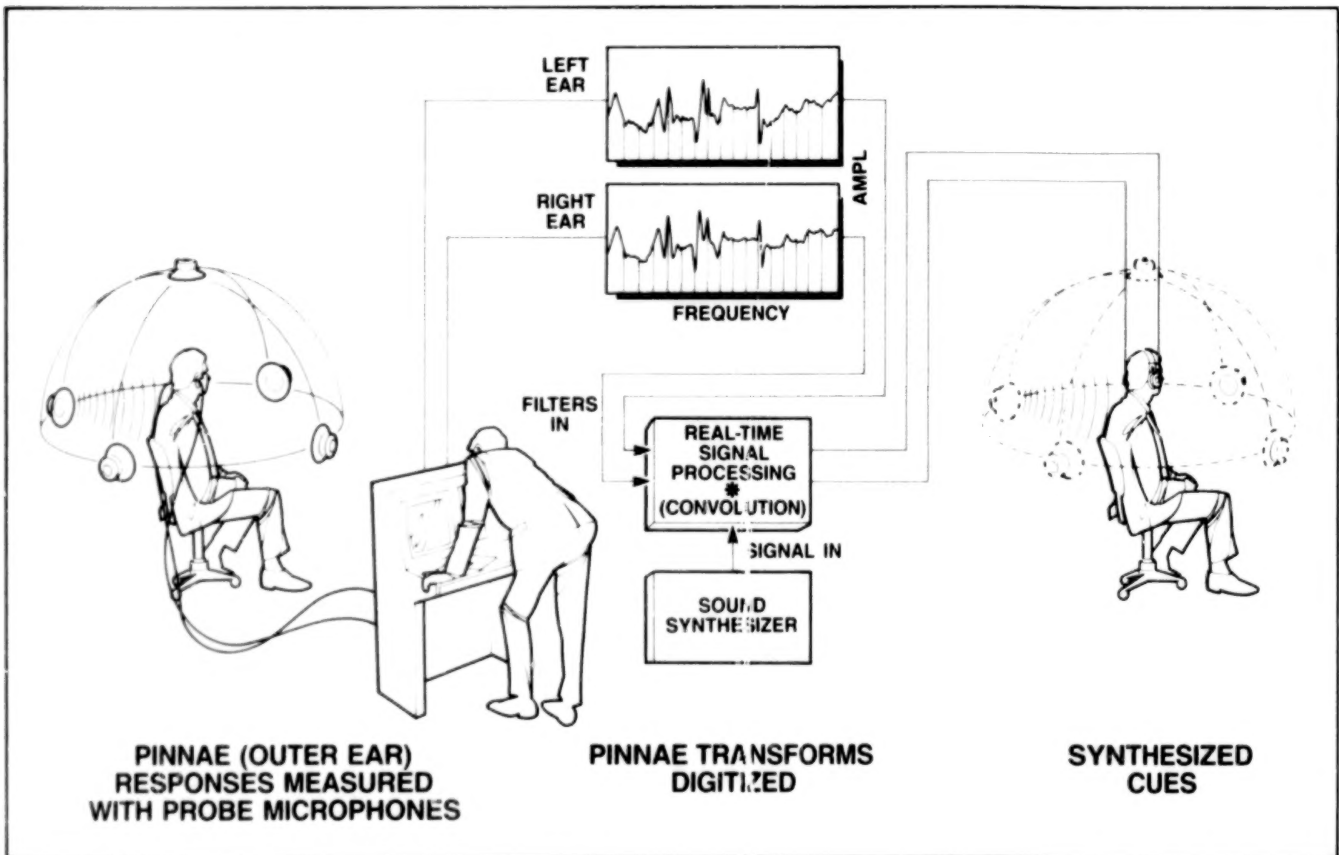 LEFT
EAR
AMPL
RIGHT
EAR
FREQUENCY
FILTERS
IN
REAL-TIME
SIGNAL
PROCESSING
*
(CONVOLUTION)
SIGNAL IN
SOUND
SYNTHESIZER
PINNAE (OUTER EAR)
RESPONSES MEASURED
WITH PROBE MICROPHONES
PINNAE TRANSFORMS
DIGITIZED
SYNTHESIZED
CUES